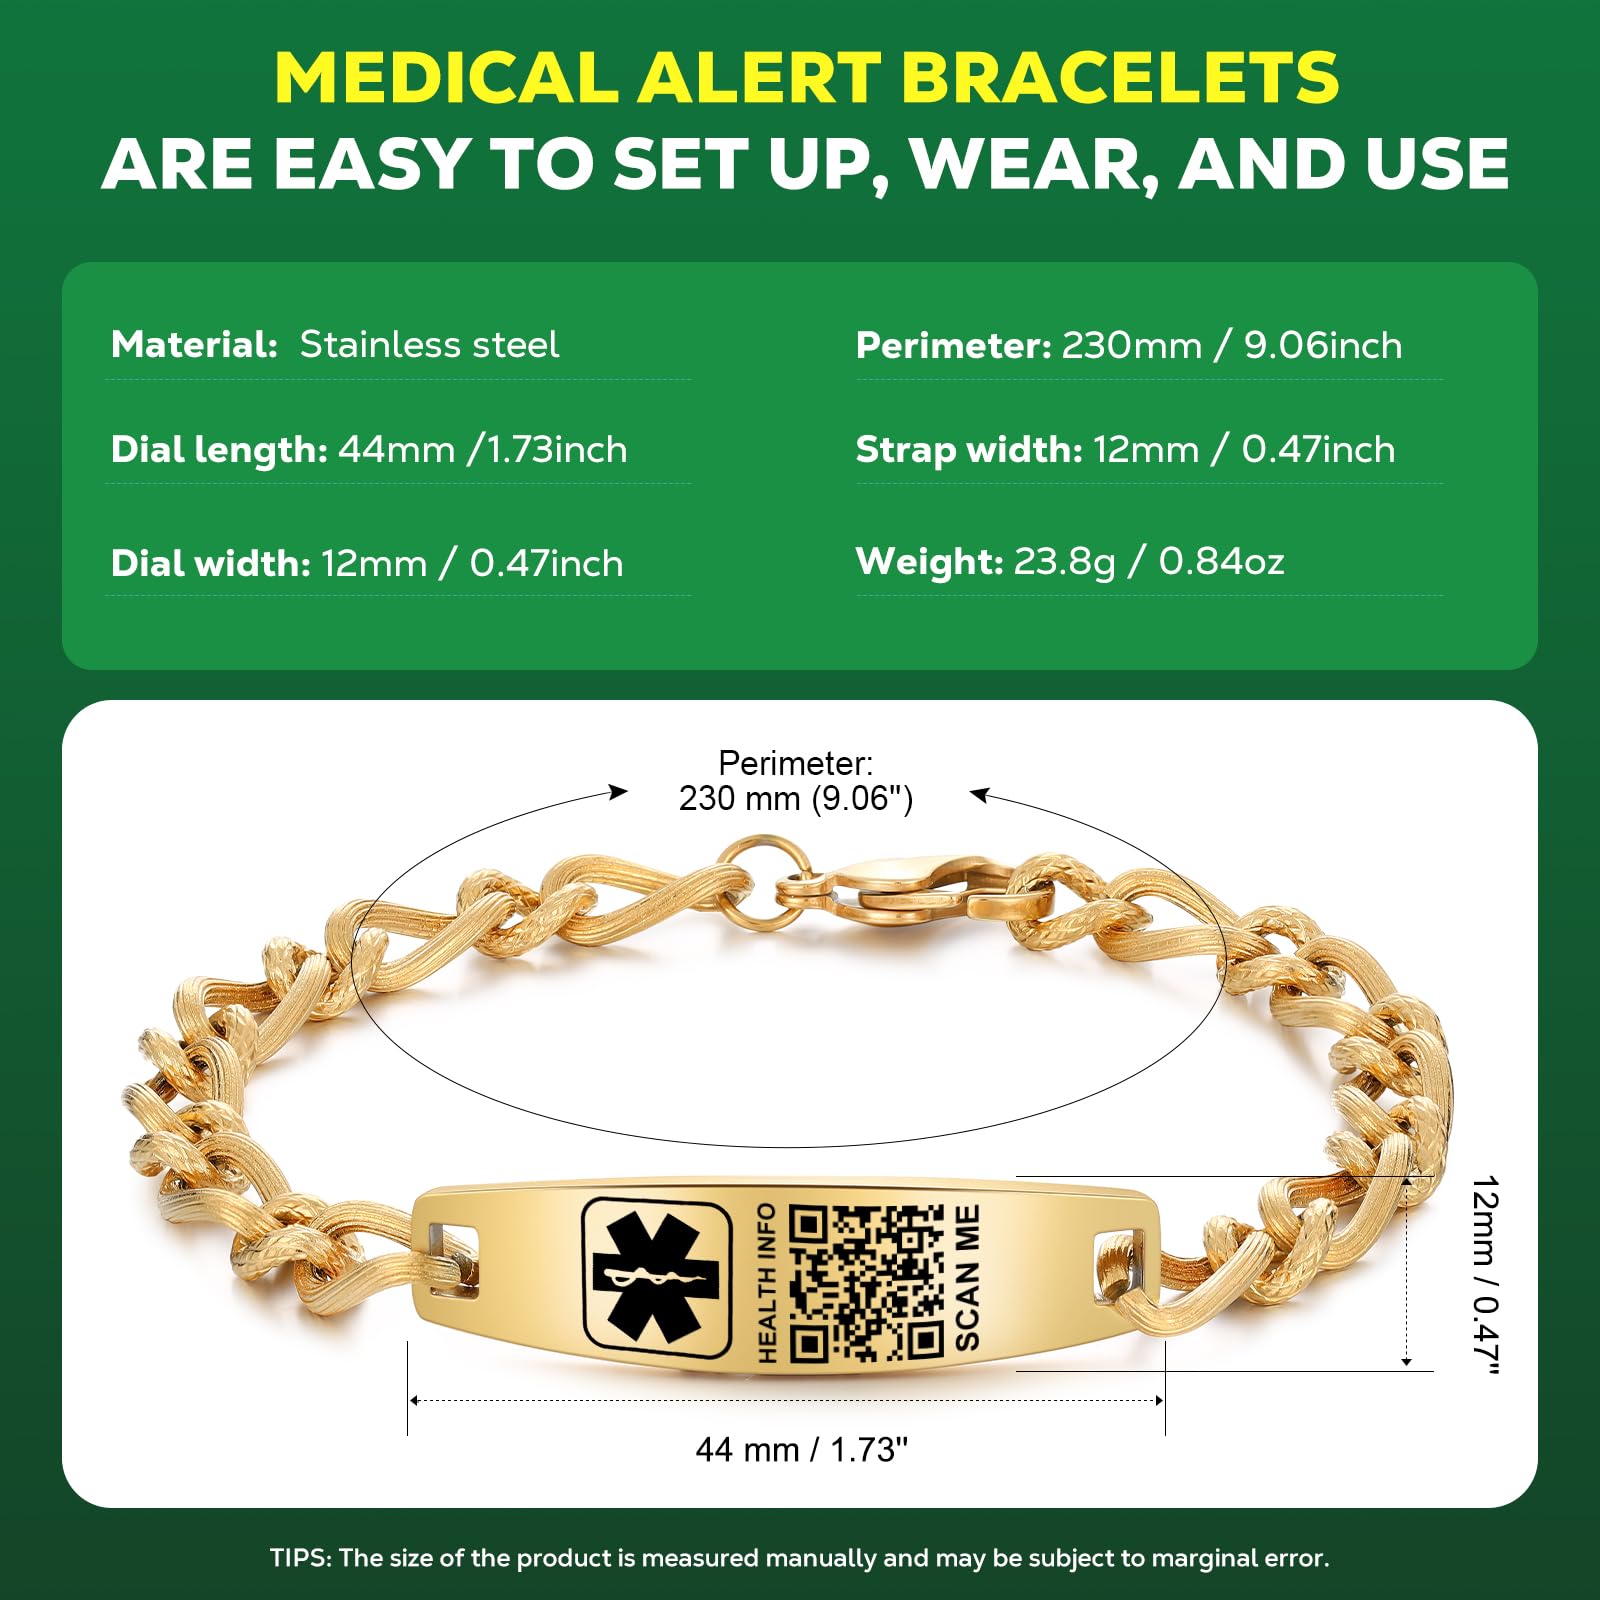 MEDICAL ALERT BRACELETS
ARE EASY TO SET UP, WEAR, AND USE
Material: Stainless steel
Perimeter: 230mm / 9.06inch
Dial length: 44mm /1.73inch
Strap width: 12mm / 0.47inch
Dial width: 12mm / 0.47inch
Weight: 23.8g / 0.84oz
Perimeter:
230 mm (9.06")
HEALTH INFO
SCAN ME
12mm / 0.47"
44 mm / 1.73"
TIPS: The size of the product is measured manually and may be subject to marginal error.